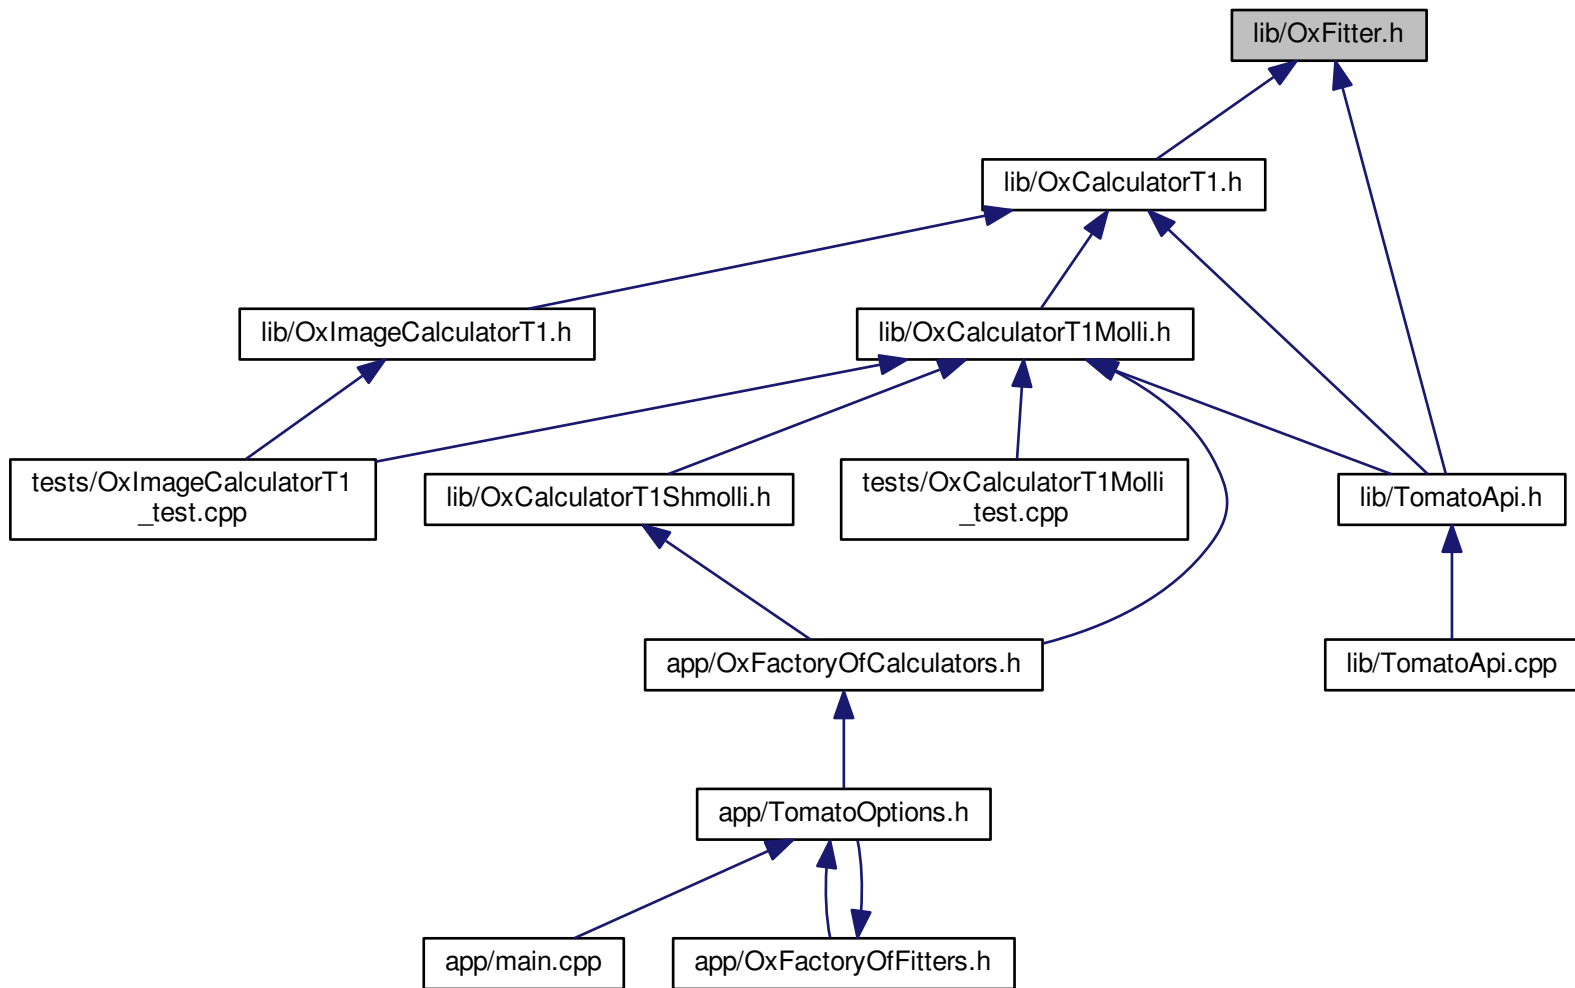 lib/OxFitter.h
lib/OxCalculatorT1.h
lib/OxImageCalculatorT1.h
lib/OxCalculatorT1Molli.h
tests/OxImageCalculatorT1
_test.cpp
lib/OxCalculatorT1Shmolli.h
tests/OxCalculatorT1Molli
_test.cpp
lib/TomatoApi.h
app/OxFactoryOfCalculators.h
lib/TomatoApi.cpp
app/TomatoOptions.h
app/main.cpp
app/OxFactoryOfFitters.h